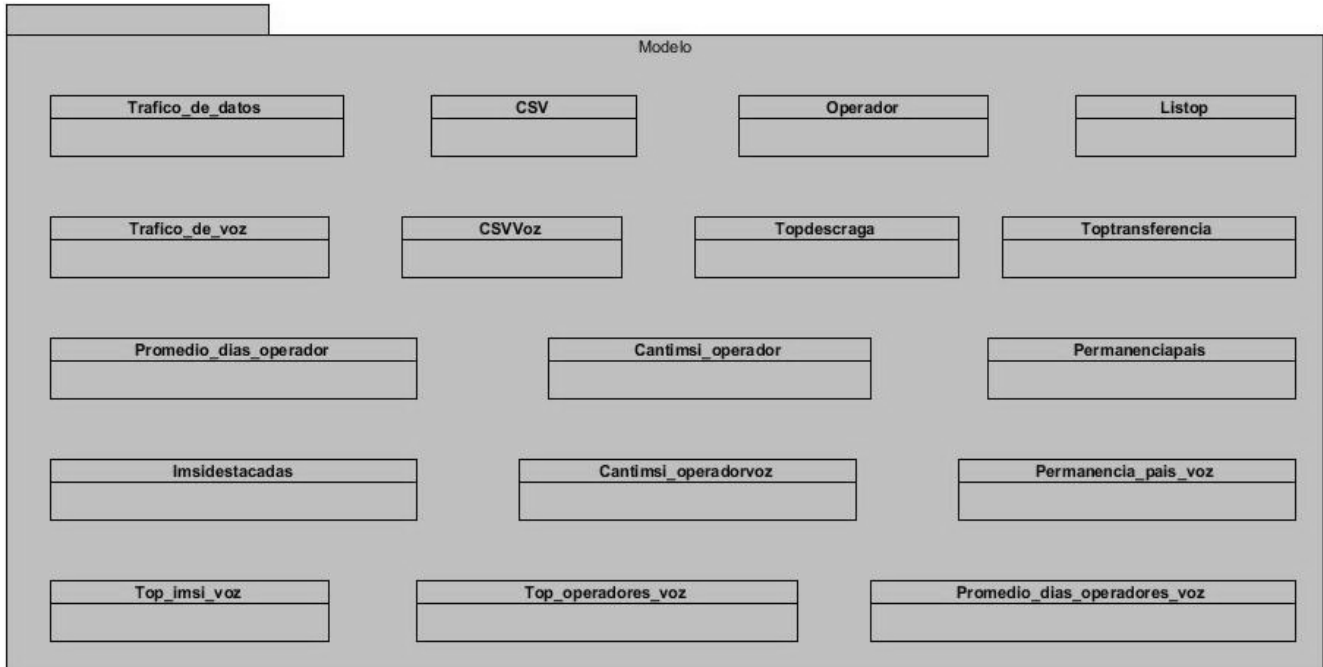 Modelo
Trafico_de_datos
CSV
Operador
Listop
Trafico_de_voz
CSVVoz
Topdescraga
Toptransferencia
Promedio_dias_operador
Cantimsi_operador
Permanenciapais
Imsidestacadas
Cantimsi_operadorvoz
Permanencia_pais_voz
Top_imsi_voz
Top_operadores_voz
Promedio_dias_operadores_voz